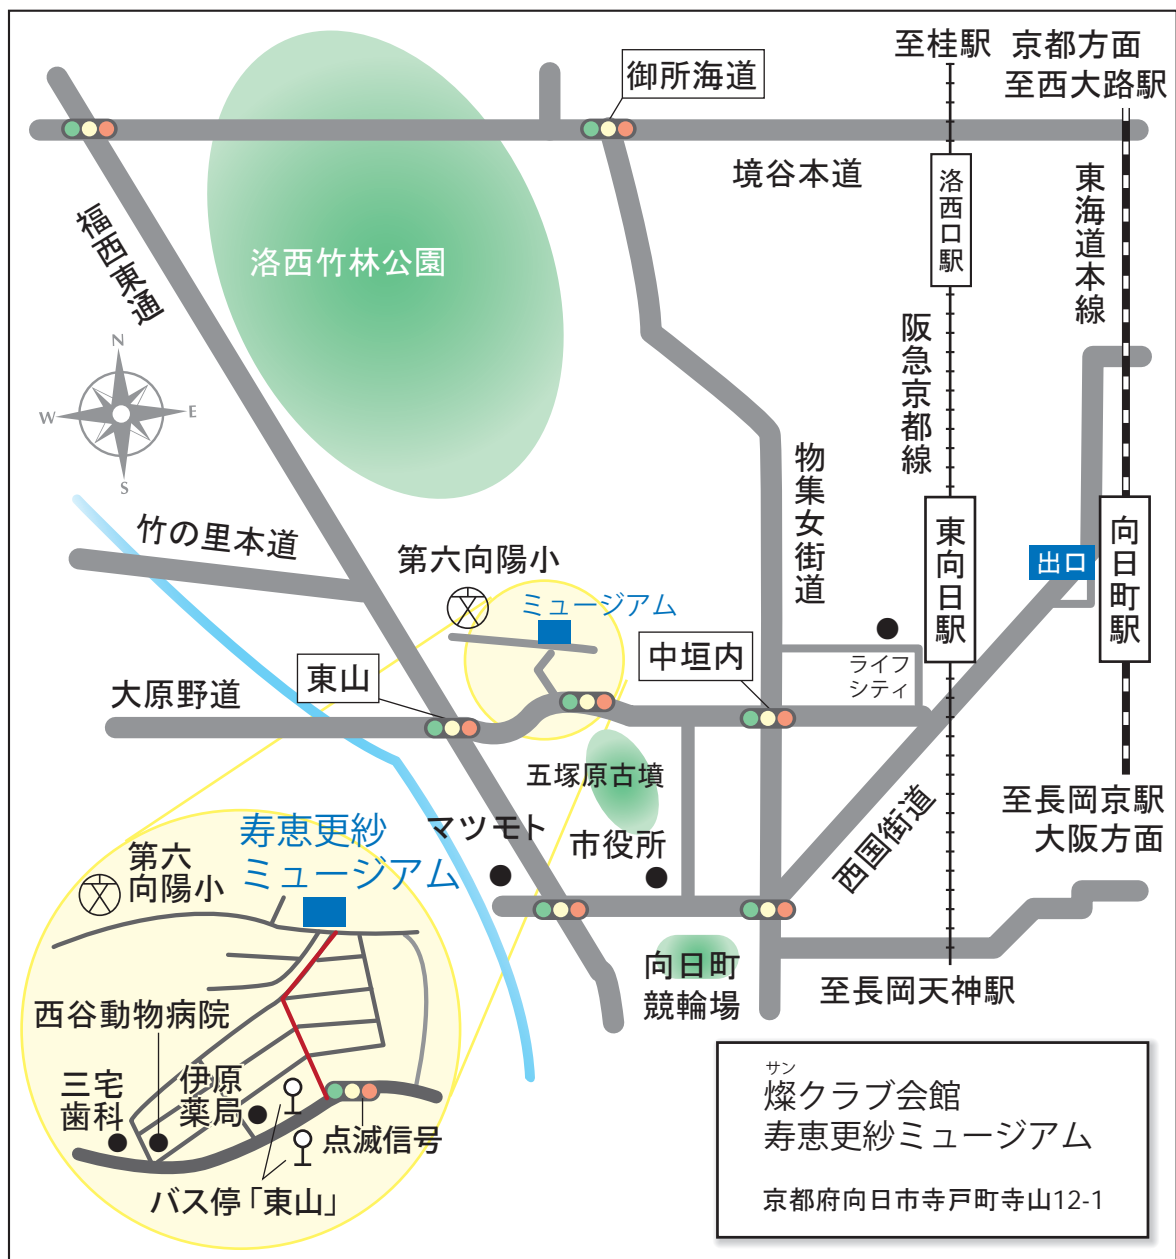 至桂駅
京都方面
至西大路駅
御所海道
境谷本道
洛西口駅
東海道本線
福西東通
洛西竹林公園
阪急京都線
N
W
E
S
物集女街道
竹の里本道
第六向陽小
ミュージアム
東向日駅
出口
向日町駅
中垣内
ライフ
シティ
東山
大原野道
五塚原古墳
マツモト
市役所
西国街道
至長岡京駅
大阪方面
寿恵更紗
ミュージアム
第六
向陽小
向日町
競輪場
至長岡天神駅
西谷動物病院
三宅
歯科
伊原
薬局
点滅信号
バス停「東山」
サン
燦クラブ会館
寿恵更紗ミュージアム
京都府向日市寺戸町寺山12-1